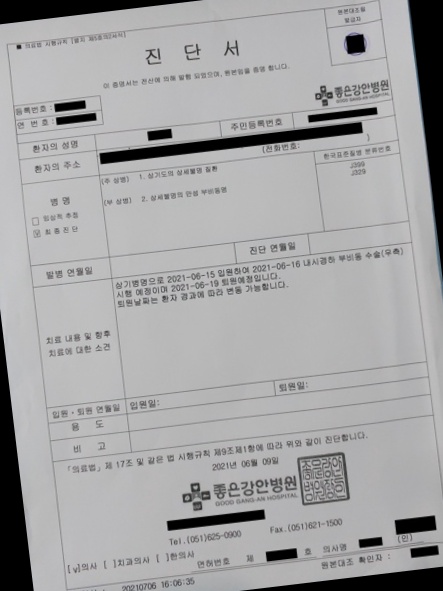 ■ 의료법 시행규칙 [별지 제5호의2서식]
원본대조필
발급자
진 단 서
이 증명서는 전산에 의해 발행 되었으며, 원본임을 증명 합니다.
좋은강안병원
GOOD GANG-AN HOSPITAL
등록번호 :
연 번호 :
환자의 성명
주민등록번호
환자의 주소
(전화번호: )
병 명
□ 임상적 추정
☑ 최 종 진 단
(주 상병) 1. 상기도의 상세불명 질환
(부 상병) 2. 상세불명의 만성 부비동염
한국표준질병 분류번호
J399
J329
발병 연월일
진단 연월일
치료 내용 및 향후
치료에 대한 소견
상기병명으로 2021-06-15 입원하여 2021-06-16 내시경하 부비동 수술(우측)
시행 예정이며 2021-06-19 퇴원예정입니다.
퇴원날짜는 환자 경과에 따라 변동 가능합니다.
입원·퇴원 연월일
입원일:
퇴원일:
용 도
비 고
「의료법」 제 17조 및 같은 법 시행규칙 제9조제1항에 따라 위와 같이 진단합니다.
2021년 06월 09일
좋은강안병원
GOOD GANG-AN HOSPITAL
Tel.(051)625-0900 Fax.(051)621-1500
[v]의사 [ ]치과의사 [ ]한의사
면허번호 제 호 의사명 (인)
20210706 16:06:35
원본대조 확인자 :